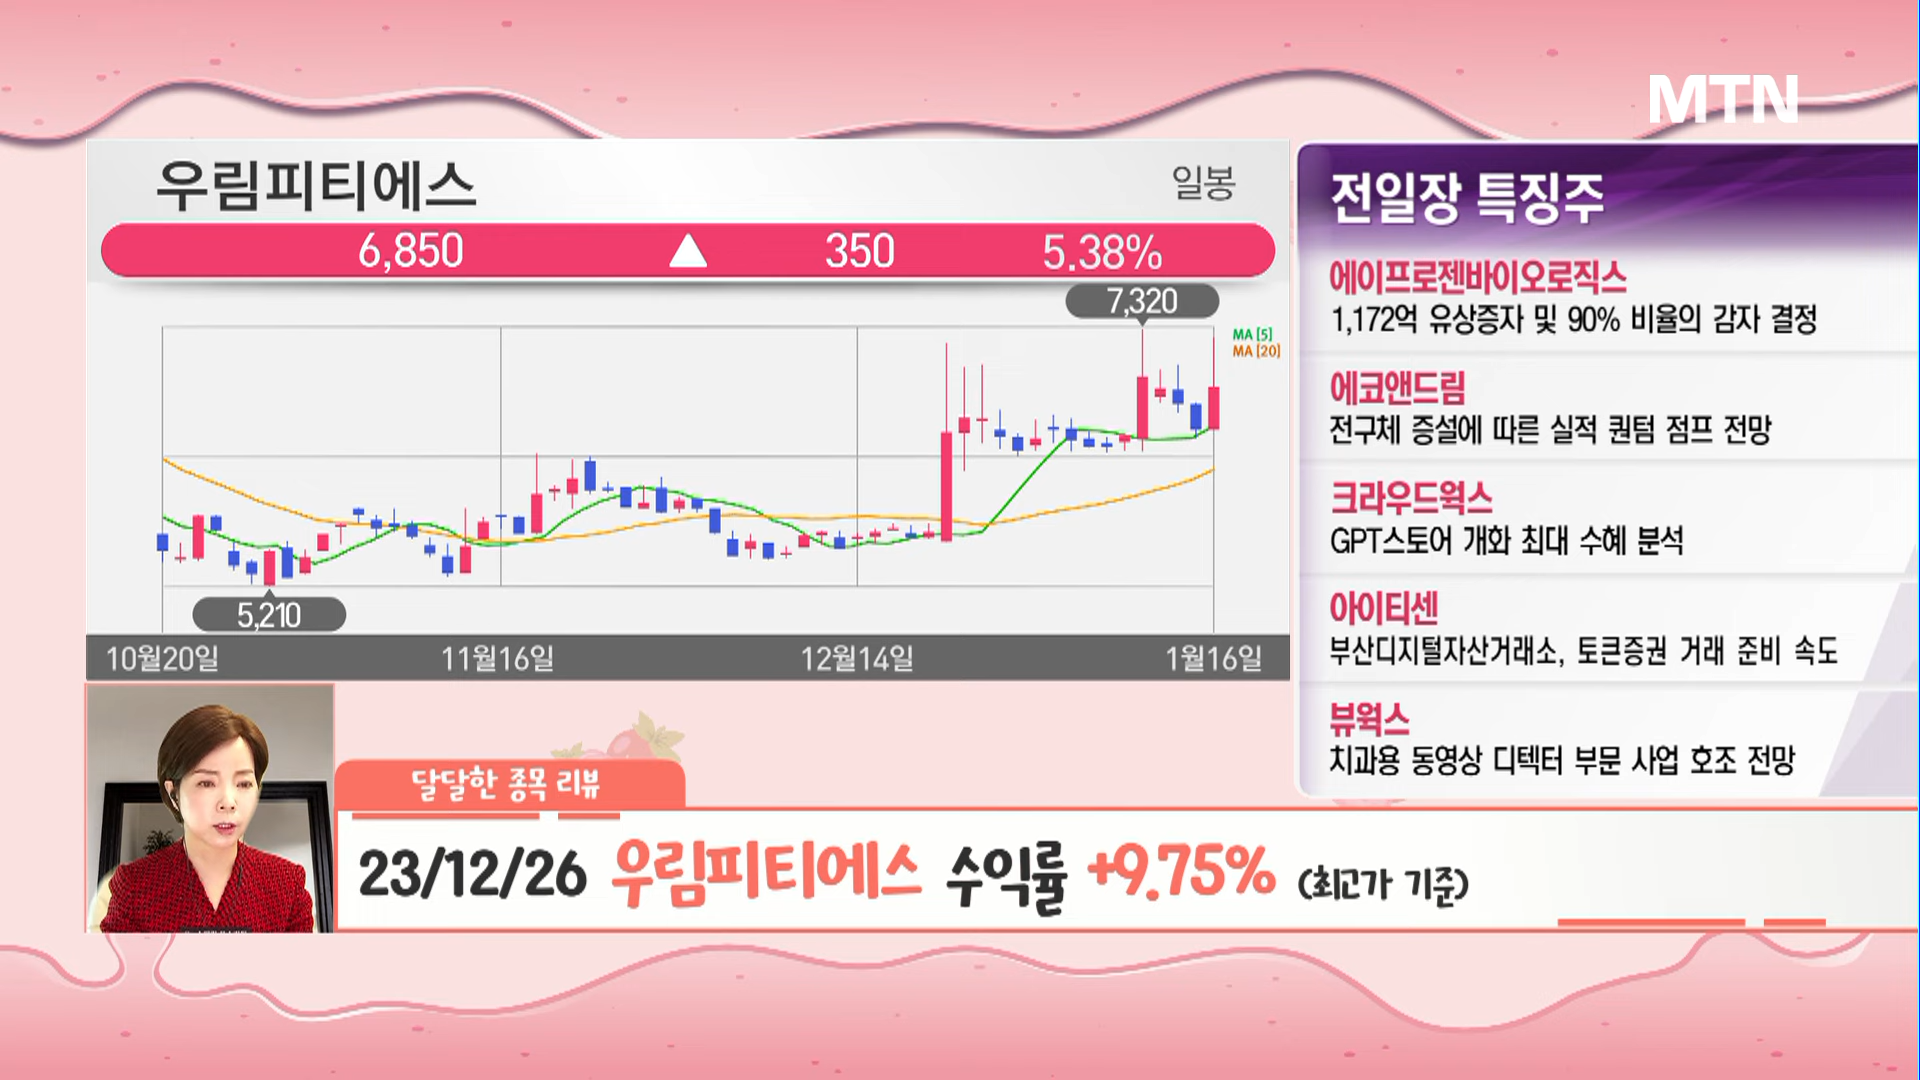 MTN
우림피티에스
일봉
6,850 ▲ 350 5.38%
7,320
MA [5]
MA [20]
5,210
10월20일 11월16일 12월14일 1월16일
전일장 특징주
에이프로젠바이오로직스
1,172억 유상증자 및 90% 비율의 감자 결정
에코앤드림
전구체 증설에 따른 실적 퀀텀 점프 전망
크라우드웍스
GPT스토어 개화 최대 수혜 분석
아이티센
부산디지털자산거래소, 토큰증권 거래 준비 속도
뷰웍스
치과용 동영상 디텍터 부문 사업 호조 전망
달달한 종목 리뷰
23/12/26 우림피티에스 수익률 +9.75% (최고가 기준)